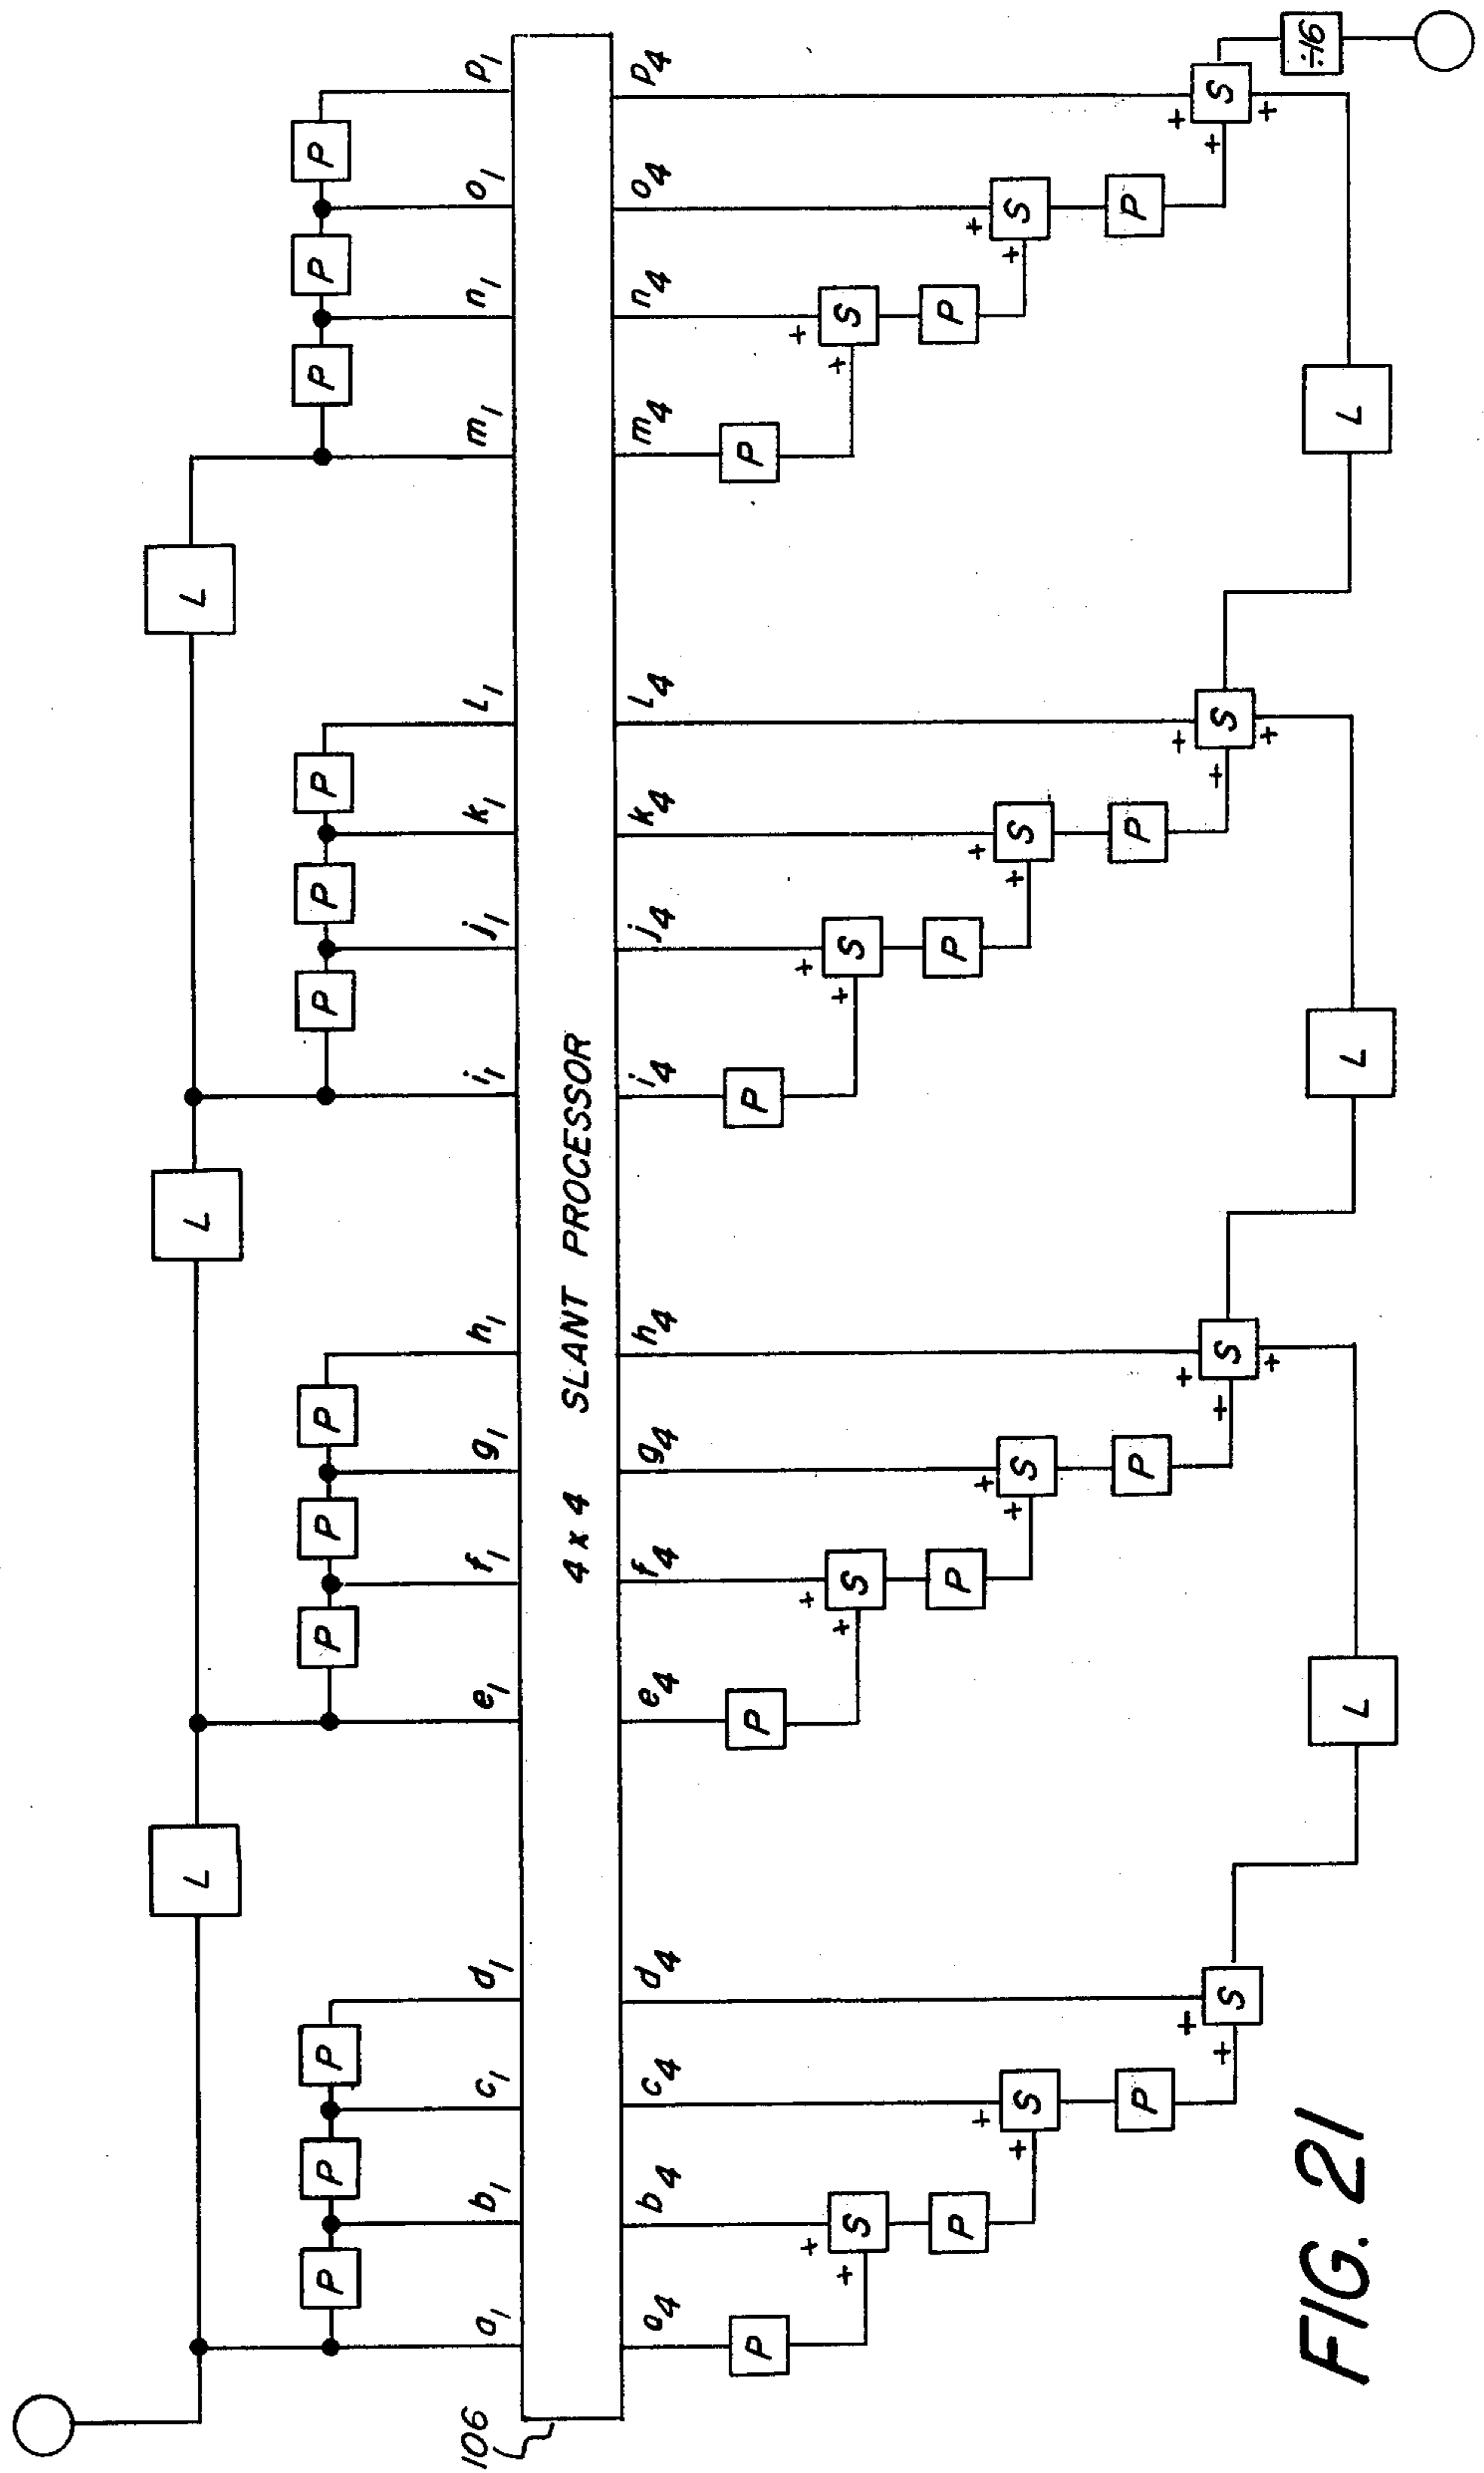 L L L
P P P P P P P P P P P P
106 a1 b1 c1 d1 e1 f1 g1 h1 i1 j1 k1 L1 m1 n1 o1 p1
4 x 4 SLANT PROCESSOR
a4 b4 c4 d4 e4 f4 g4 h4 i4 j4 k4 L4 m4 n4 o4 p4
P P P P
+ + + +
+ S + S + S + S
P P P P
+ + + +
+ S + S + S + S
P P P P
+ + + +
+ S + S + S + S
+ + +
÷16
FIG. 21 L L L